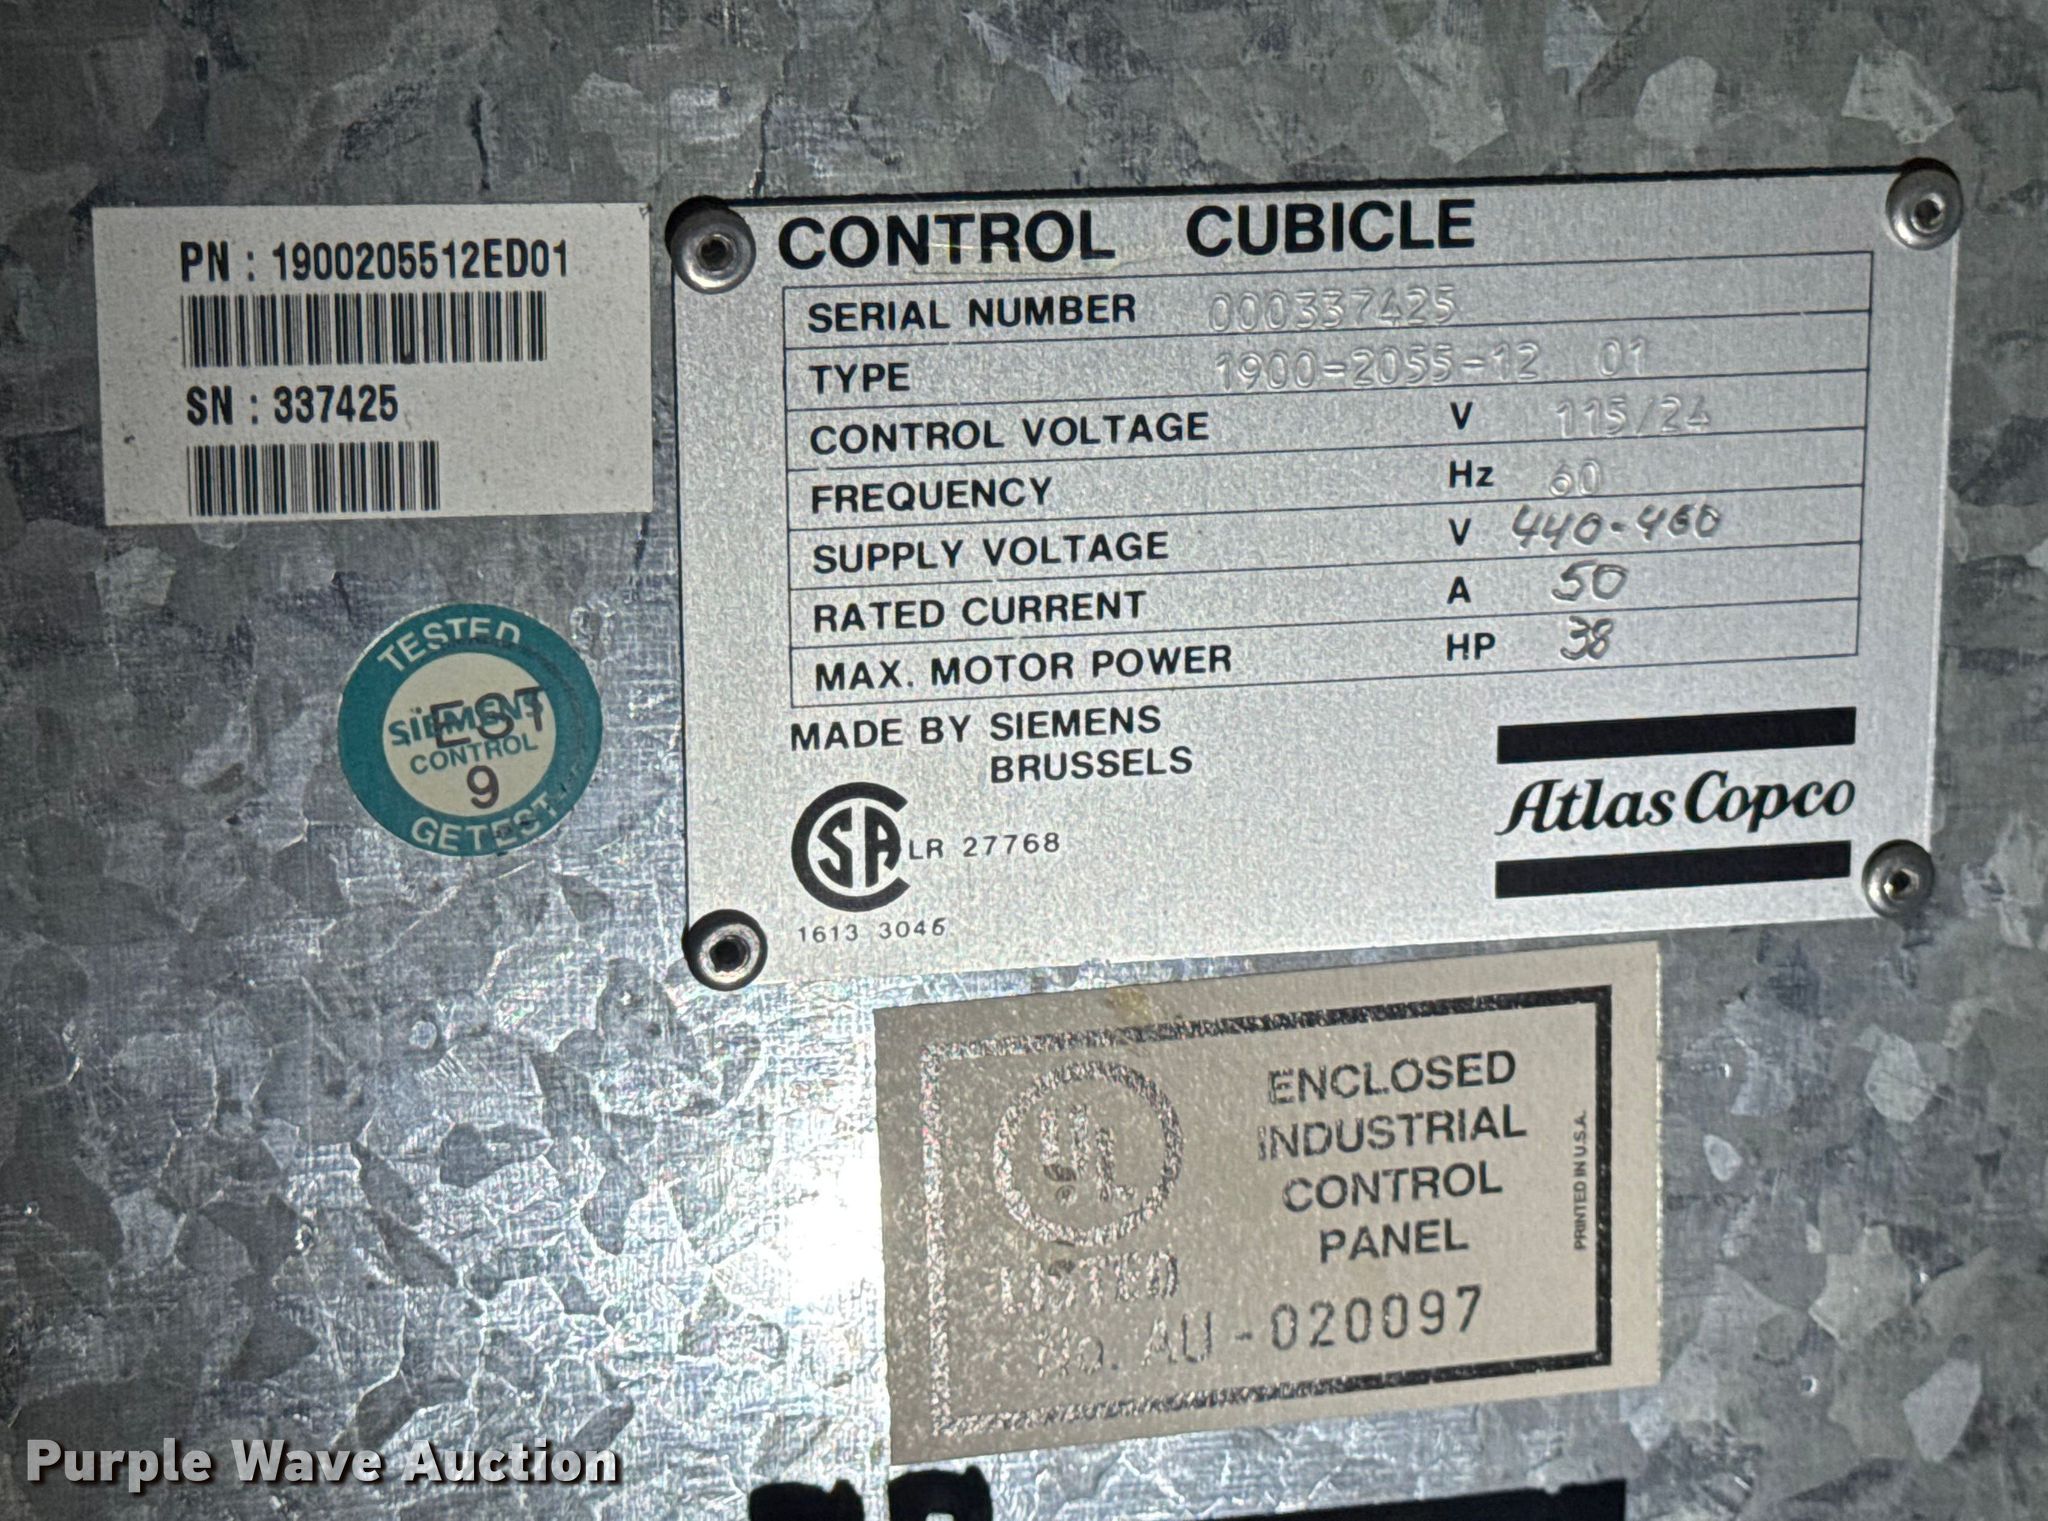 PN : 1900205512ED01
SN : 337425
TESTED
SIEMENS
CONTROL
EST
9
GETEST
CONTROL CUBICLE
SERIAL NUMBER 000337425
TYPE 1900-2055-12 01
CONTROL VOLTAGE V 115/24
FREQUENCY Hz 60
SUPPLY VOLTAGE V 440-460
RATED CURRENT A 50
MAX. MOTOR POWER HP 38
MADE BY SIEMENS
BRUSSELS
Atlas Copco
CSA LR 27768
1613 3046
UL
LISTED
ENCLOSED
INDUSTRIAL
CONTROL
PANEL
No. AU-020097
PRINTED IN U.S.A.
Purple Wave Auction